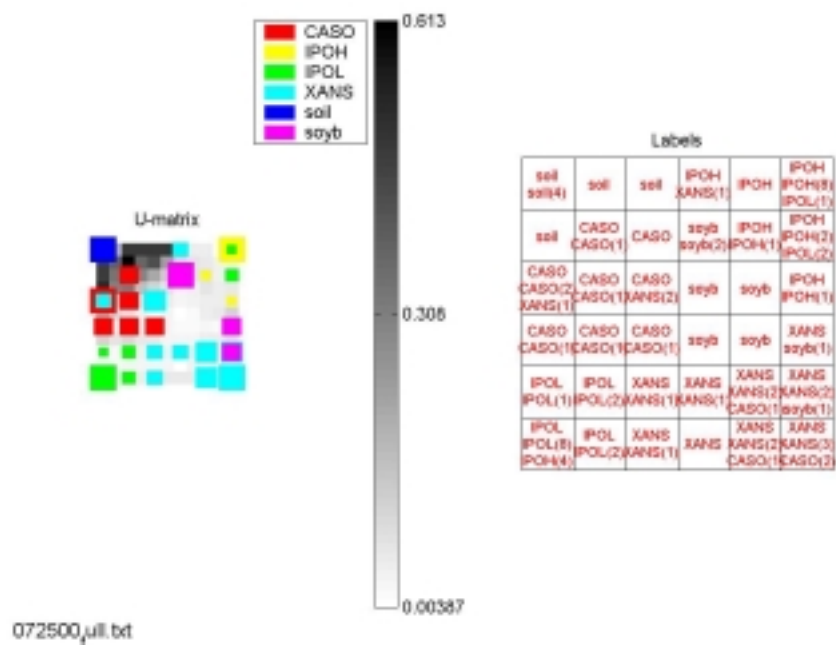 0.613
CASO
IPOH
IPOL
XANS
soil
soyb
0.308
0.00387
U-matrix
Labels
soil
soil(4)
soil
soil
IPOH
XANS(1)
IPOH
IPOH
IPOH(8)
IPOL(1)
soil
CASO
CASO(1)
CASO
soyb
soyb(2)
IPOH
IPOH(1)
IPOH
IPOH(2)
IPOL(2)
CASO
CASO(2)
XANS(1)
CASO
CASO(1)
CASO
XANS(2)
soyb
soyb
IPOH
IPOH(1)
CASO
CASO(1)
CASO
CASO(1)
CASO
CASO(1)
soyb
soyb
XANS
soyb(1)
IPOL
IPOL(1)
IPOL
IPOL(2)
XANS
XANS(1)
XANS
XANS(1)
XANS
XANS(2)
CASO(1)
XANS
XANS(2)
soyb(1)
IPOL
IPOL(8)
IPOH(4)
IPOL
IPOL(2)
XANS
XANS(1)
XANS
XANS
XANS(2)
CASO(1)
XANS
XANS(3)
CASO(2)
072500,ull.txt